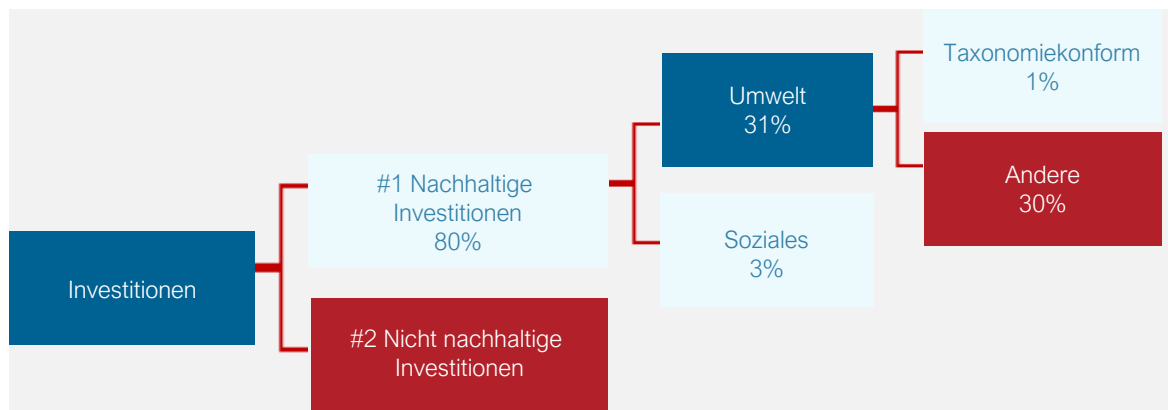 Investitionen
#1 Nachhaltige
Investitionen
80%
#2 Nicht nachhaltige
Investitionen
Umwelt
31%
Soziales
3%
Taxonomiekonform
1%
Andere
30%